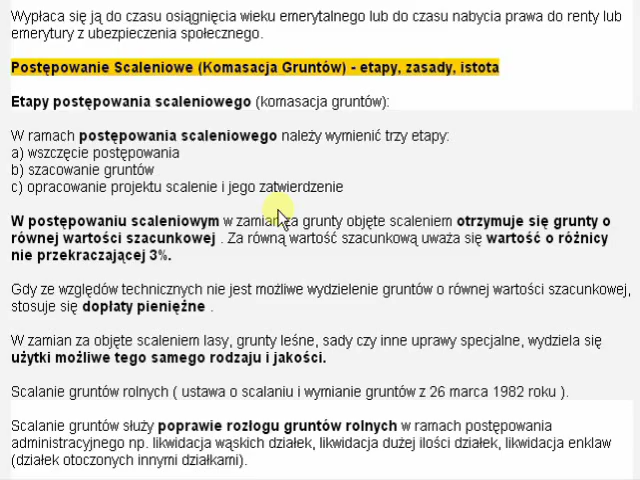 Wypłaca się ją do czasu osiągnięcia wieku emerytalnego lub do czasu nabycia prawa do renty lub
emerytury z ubezpieczenia społecznego.
Postępowanie Scaleniowe (Komasacja Gruntów) - etapy, zasady, istota
Etapy postępowania scaleniowego (komasacja gruntów):
W ramach postępowania scaleniowego należy wymienić trzy etapy:
a) wszczęcie postępowania
b) szacowanie gruntów
c) opracowanie projektu scalenie i jego zatwierdzenie
W postępowaniu scaleniowym w zamian za grunty objęte scaleniem otrzymuje się grunty o
równej wartości szacunkowej . Za równą wartość szacunkową uważa się wartość o różnicy
nie przekraczającej 3%.
Gdy ze względów technicznych nie jest możliwe wydzielenie gruntów o równej wartości szacunkowej,
stosuje się dopłaty pieniężne .
W zamian za objęte scaleniem lasy, grunty leśne, sady czy inne uprawy specjalne, wydziela się
użytki możliwe tego samego rodzaju i jakości.
Scalanie gruntów rolnych ( ustawa o scalaniu i wymianie gruntów z 26 marca 1982 roku ).
Scalanie gruntów służy poprawie rozłogu gruntów rolnych w ramach postępowania
administracyjnego np. likwidacja wąskich działek, likwidacja dużej ilości działek, likwidacja enklaw
(działek otoczonych innymi działkami).